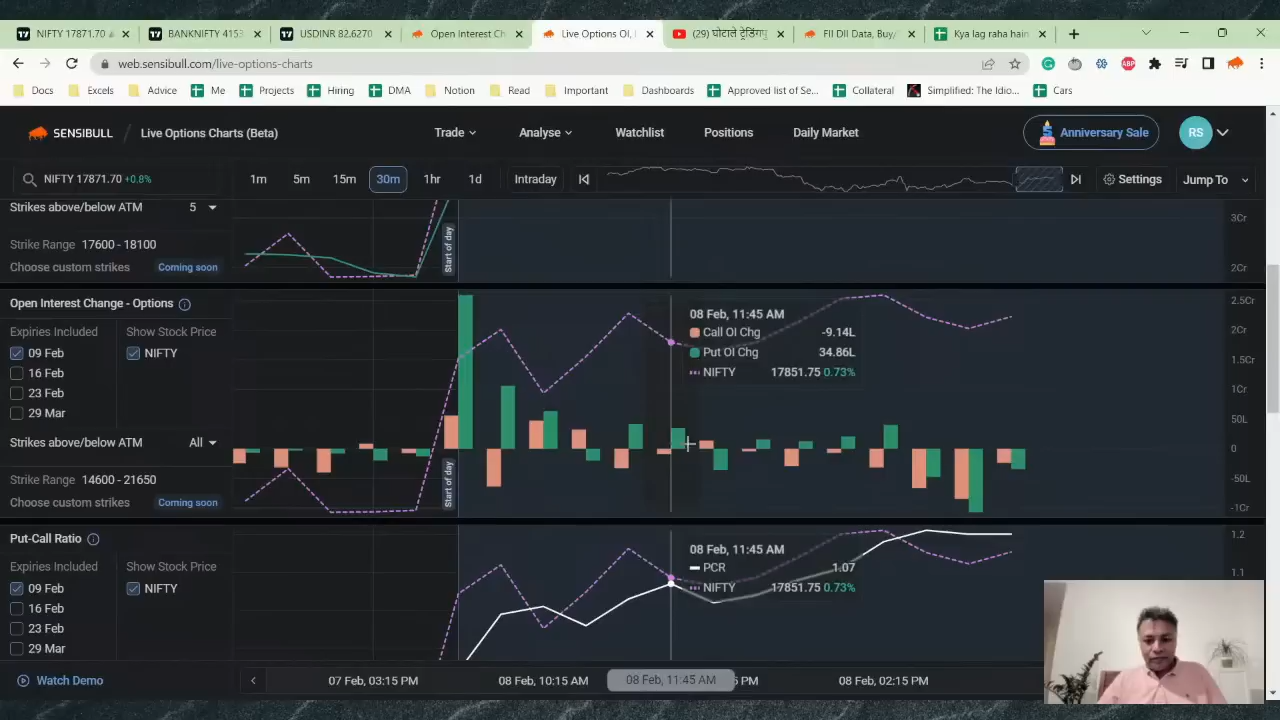 NIFTY 17871.70
BANKNIFTY 4153
USDINR 82.6270
Open Interest Ch
Live Options OI, I
(29) घोटाले ट्रेडिंग
FII DII Data, Buy/
Kya lag raha hain
web.sensibull.com/live-options-charts
Docs
Excels
Advice
Me
Projects
Hiring
DMA
Notion
Read
Important
Dashboards
Approved list of Se...
Collateral
Simplified: The Idio...
Cars
SENSIBULL / Live Options Charts (Beta)
Trade
Analyse
Watchlist
Positions
Daily Market
Anniversary Sale
RS
NIFTY 17871.70 +0.8%
1m 5m 15m 30m 1hr 1d
Intraday
Settings
Jump To
Strikes above/below ATM 5
Strike Range 17600 - 18100
Choose custom strikes Coming soon
Start of day
3Cr
2Cr
Open Interest Change - Options
Expiries Included
Show Stock Price
09 Feb
NIFTY
16 Feb
23 Feb
29 Mar
Strikes above/below ATM All
Strike Range 14600 - 21650
Choose custom strikes Coming soon
08 Feb, 11:45 AM
Call OI Chg -9.14L
Put OI Chg 34.86L
NIFTY 17851.75 0.73%
Start of day
2.5Cr
2Cr
1.5Cr
1Cr
50L
0
-50L
-1Cr
Put-Call Ratio
Expiries Included
Show Stock Price
09 Feb
NIFTY
16 Feb
23 Feb
29 Mar
08 Feb, 11:45 AM
PCR 1.07
NIFTY 17851.75 0.73%
1.2
1.1
Watch Demo
07 Feb, 03:15 PM
08 Feb, 10:15 AM
08 Feb, 11:45 AM
5 PM
08 Feb, 02:15 PM